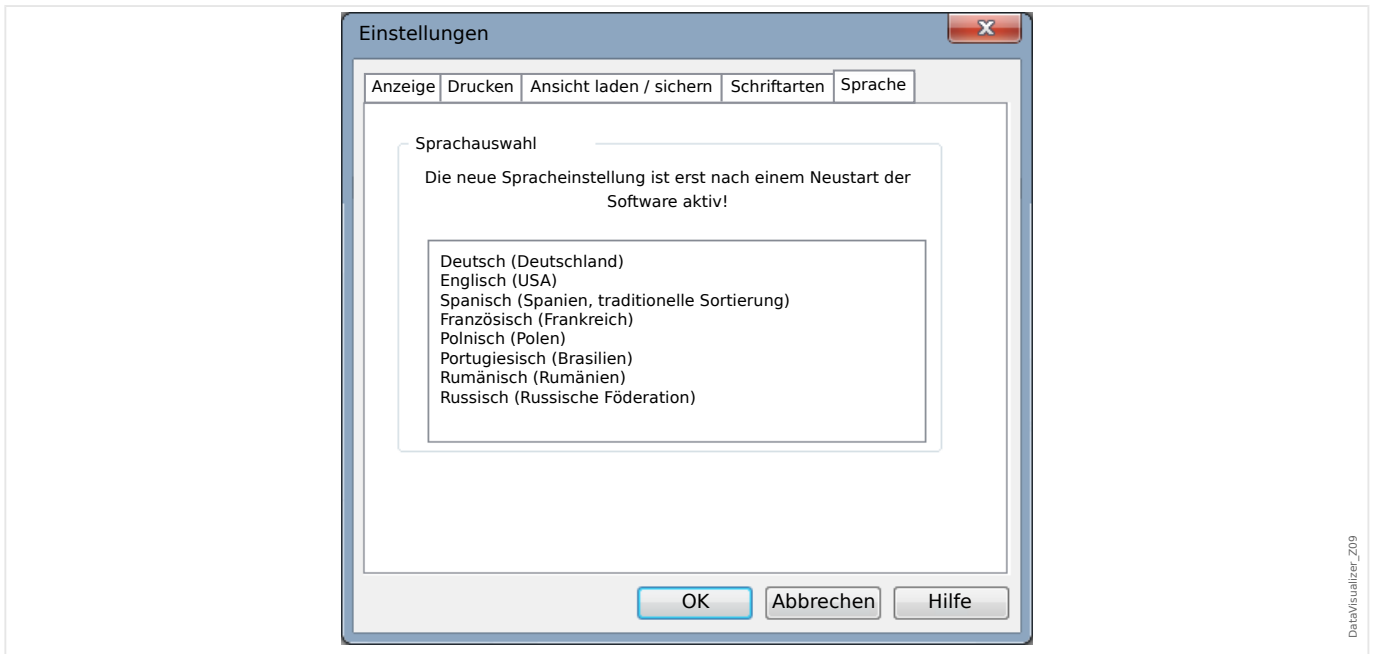 Einstellungen
Anzeige Drucken Ansicht laden / sichern Schriftarten Sprache
Sprachauswahl
Die neue Spracheinstellung ist erst nach einem Neustart der
Software aktiv!
Deutsch (Deutschland)
Englisch (USA)
Spanisch (Spanien, traditionelle Sortierung)
Französisch (Frankreich)
Polnisch (Polen)
Portugiesisch (Brasilien)
Rumänisch (Rumänien)
Russisch (Russische Föderation)
OK Abbrechen Hilfe
DataVisualizer_Z09